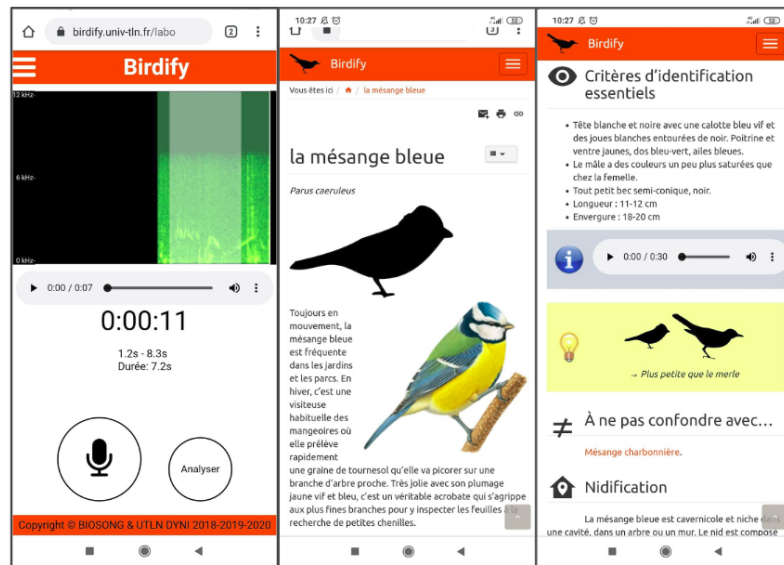 birdify.univ-tln.fr/labo
2
Birdify
12 kHz-
6 kHz-
0 kHz-
0:00 / 0:07
0:00:11
1.2s - 8.3s
Durée: 7.2s
Analyser
Copyright © BIOSONG & UTLN DYNI 2018-2019-2020
10:27
52
3
Birdify
Vous êtes ici / / la mésange bleue
la mésange bleue
Parus caeruleus
Toujours en
mouvement, la
mésange bleue
est fréquente
dans les jardins
et les parcs. En
hiver, c'est une
visiteuse
habituelle des
mangeoires où
elle prélève
rapidement
une graine de tournesol qu'elle va picorer sur une
branche d'arbre proche. Très jolie avec son plumage
jaune vif et bleu, c'est un véritable acrobate qui s'agrippe
aux plus fines branches pour y inspecter les feuilles à la
recherche de petites chenilles.
10:27
52
Birdify
Critères d'identification
essentiels
• Tête blanche et noire avec une calotte bleu vif et
des joues blanches entourées de noir. Poitrine et
ventre jaunes, dos bleu-vert, ailes bleues.
• Le mâle a des couleurs un peu plus saturées que
chez la femelle.
• Tout petit bec semi-conique, noir.
• Longueur : 11-12 cm
• Envergure : 18-20 cm
0:00 / 0:30
→ Plus petite que le merle
≠ À ne pas confondre avec...
Mésange charbonnière.
Nidification
La mésange bleue est cavernicole et niche dans
une cavité, dans un arbre ou un mur. Le nid est composé